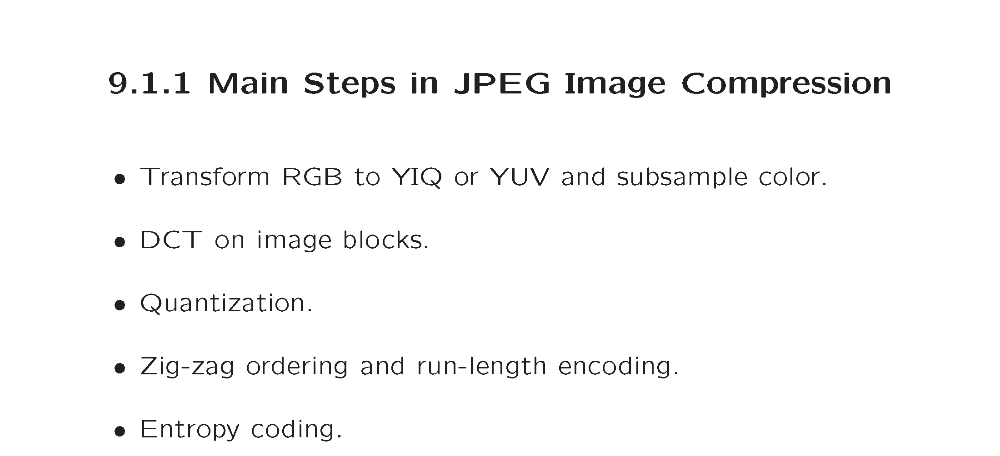 9.1.1 Main Steps in JPEG Image Compression
• Transform RGB to YIQ or YUV and subsample color.
• DCT on image blocks.
• Quantization.
• Zig-zag ordering and run-length encoding.
• Entropy coding.